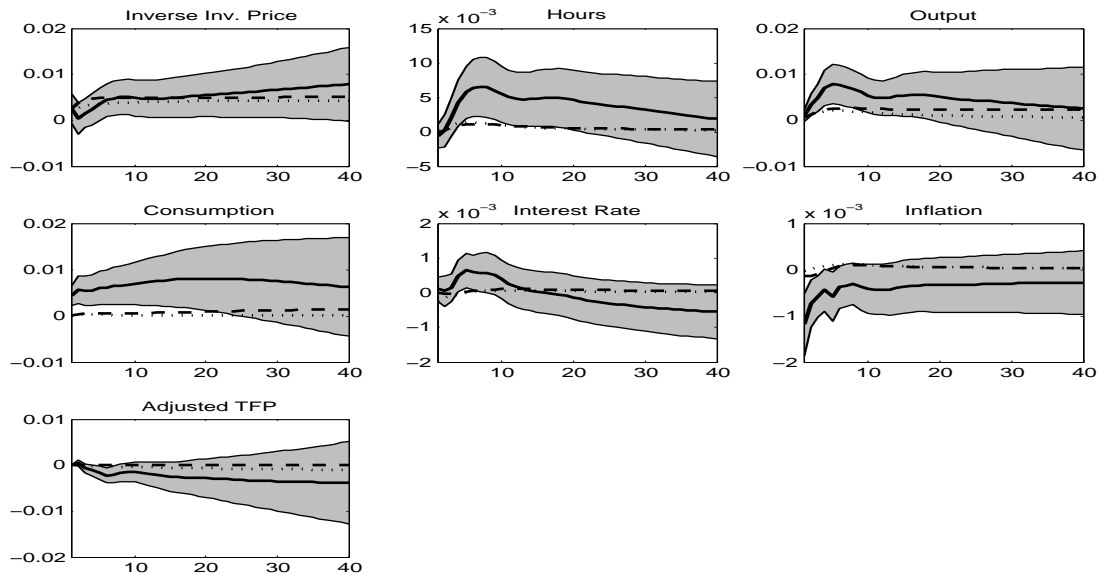 Inverse Inv. Price
0.02
0.01
0
−0.01
10 20 30 40
Hours
x 10−3
15
10
5
0
−5
10 20 30 40
Output
0.02
0.01
0
−0.01
10 20 30 40
Consumption
0.02
0.01
0
−0.01
10 20 30 40
Interest Rate
x 10−3
2
1
0
−1
−2
10 20 30 40
Inflation
x 10−3
1
0
−1
−2
10 20 30 40
Adjusted TFP
0.01
0
−0.01
−0.02
10 20 30 40